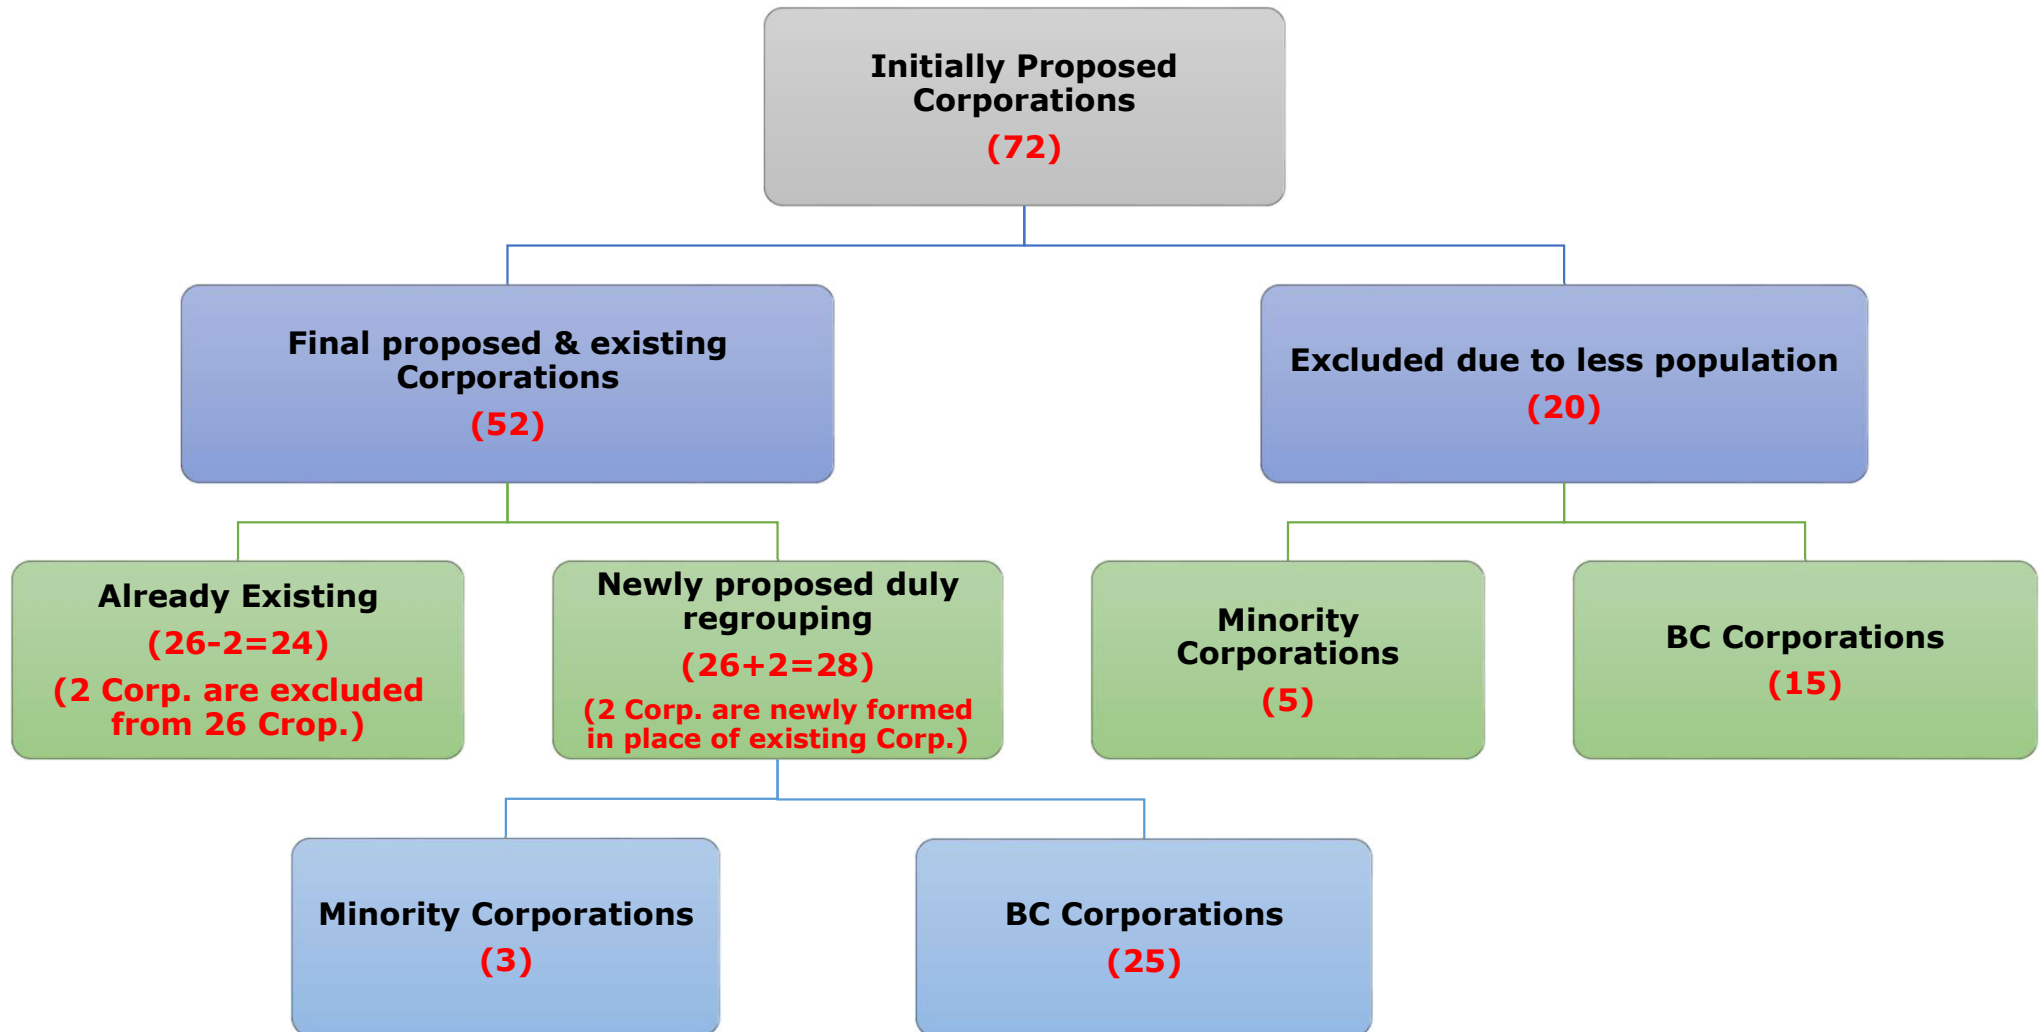 Initially Proposed
Corporations
(72)
Final proposed & existing
Corporations
(52)
Excluded due to less population
(20)
Already Existing
(26-2=24)
(2 Corp. are excluded
from 26 Crop.)
Newly proposed duly
regrouping
(26+2=28)
(2 Corp. are newly formed
in place of existing Corp.)
Minority
Corporations
(5)
BC Corporations
(15)
Minority Corporations
(3)
BC Corporations
(25)